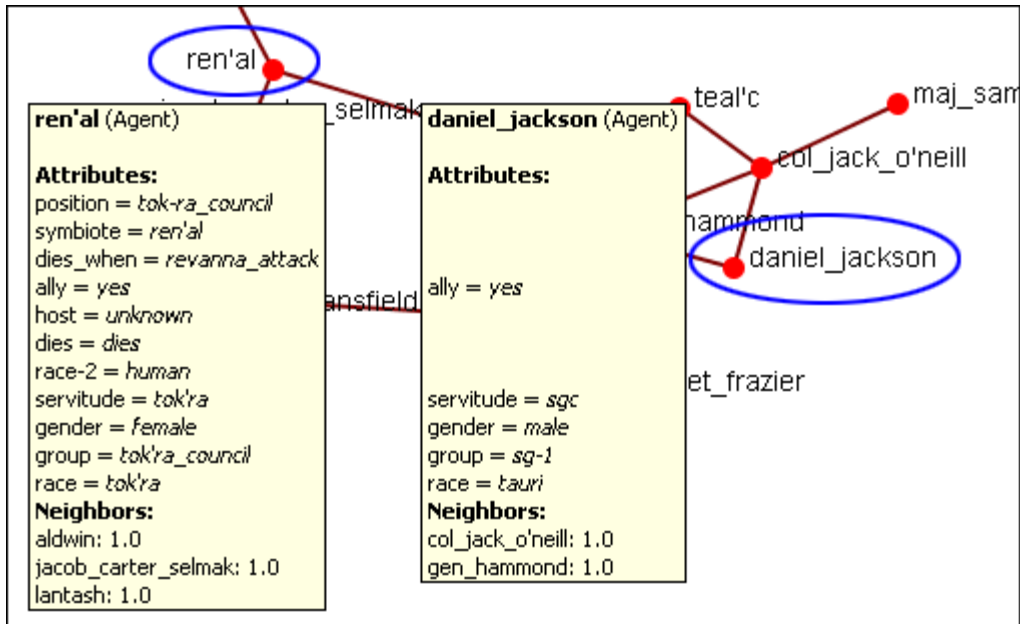 ren'al
_selmak
teal'c
maj_sam
col_jack_o'neill
hammond
daniel_jackson
ansfield
et_frazier
ren'al (Agent)
Attributes:
position = tok-ra_council
symbiote = ren'al
dies_when = revanna_attack
ally = yes
host = unknown
dies = dies
race-2 = human
servitude = tok'ra
gender = female
group = tok'ra_council
race = tok'ra
Neighbors:
aldwin: 1.0
jacob_carter_selmak: 1.0
lantash: 1.0
daniel_jackson (Agent)
Attributes:
ally = yes
servitude = sgc
gender = male
group = sg-1
race = tauri
Neighbors:
col_jack_o'neill: 1.0
gen_hammond: 1.0